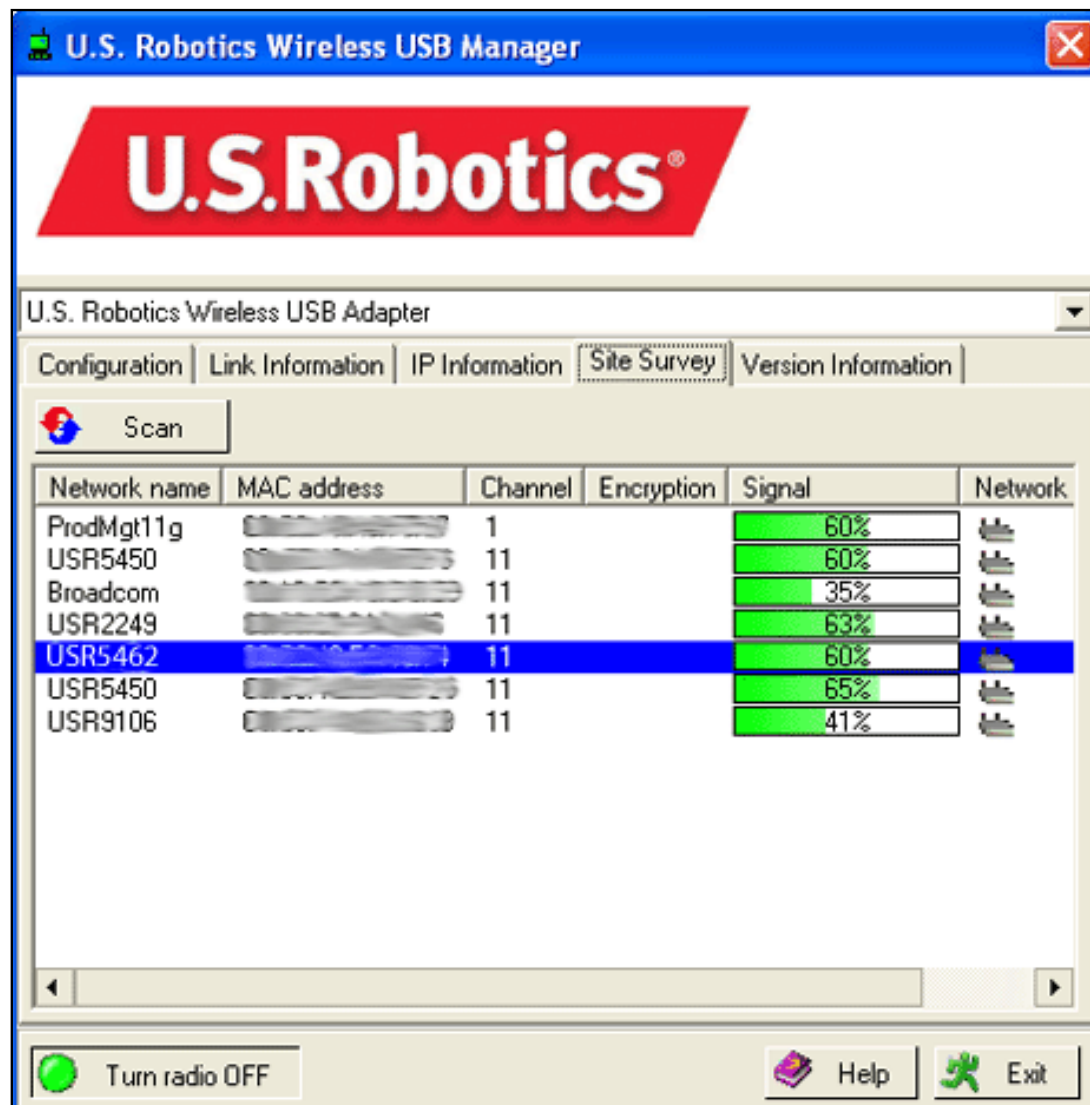 U.S. Robotics Wireless USB Manager
U.S.Robotics®
U.S. Robotics Wireless USB Adapter
Configuration Link Information IP Information Site Survey Version Information
Scan
Network name MAC address Channel Encryption Signal Network
ProdMgt11g 1 60%
USR5450 11 60%
Broadcom 11 35%
USR2249 11 63%
USR5462 11 60%
USR5450 11 65%
USR9106 11 41%
Turn radio OFF Help Exit